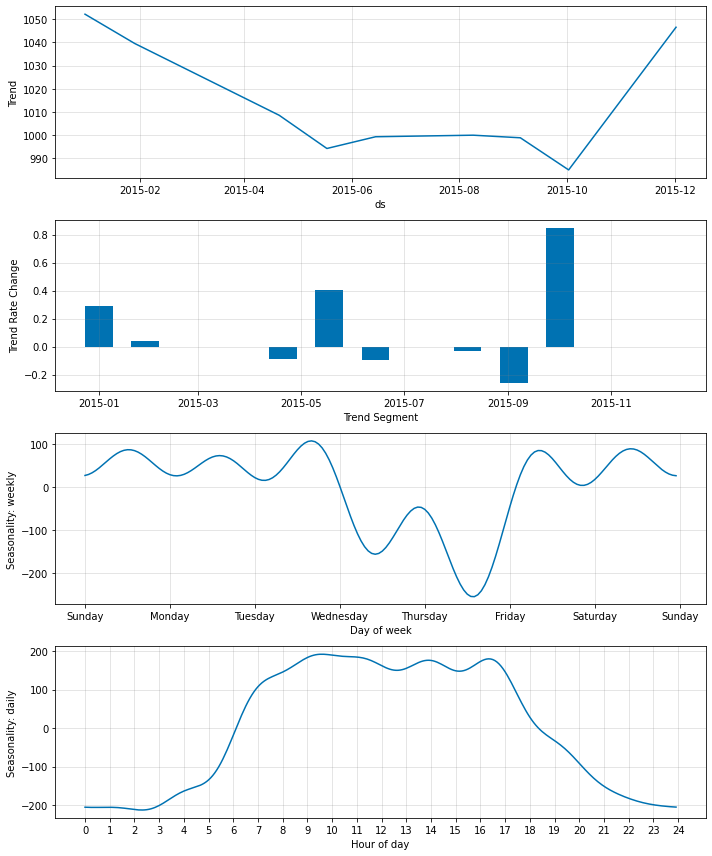 Trend
1050
1040
1030
1020
1010
1000
990
2015-02 2015-04 2015-06 2015-08 2015-10 2015-12
ds
Trend Rate Change
0.8
0.6
0.4
0.2
0.0
−0.2
2015-01 2015-03 2015-05 2015-07 2015-09 2015-11
Trend Segment
Seasonality: weekly
100
0
−100
−200
Sunday Monday Tuesday Wednesday Thursday Friday Saturday Sunday
Day of week
Seasonality: daily
200
100
0
−100
−200
0 1 2 3 4 5 6 7 8 9 10 11 12 13 14 15 16 17 18 19 20 21 22 23 24
Hour of day